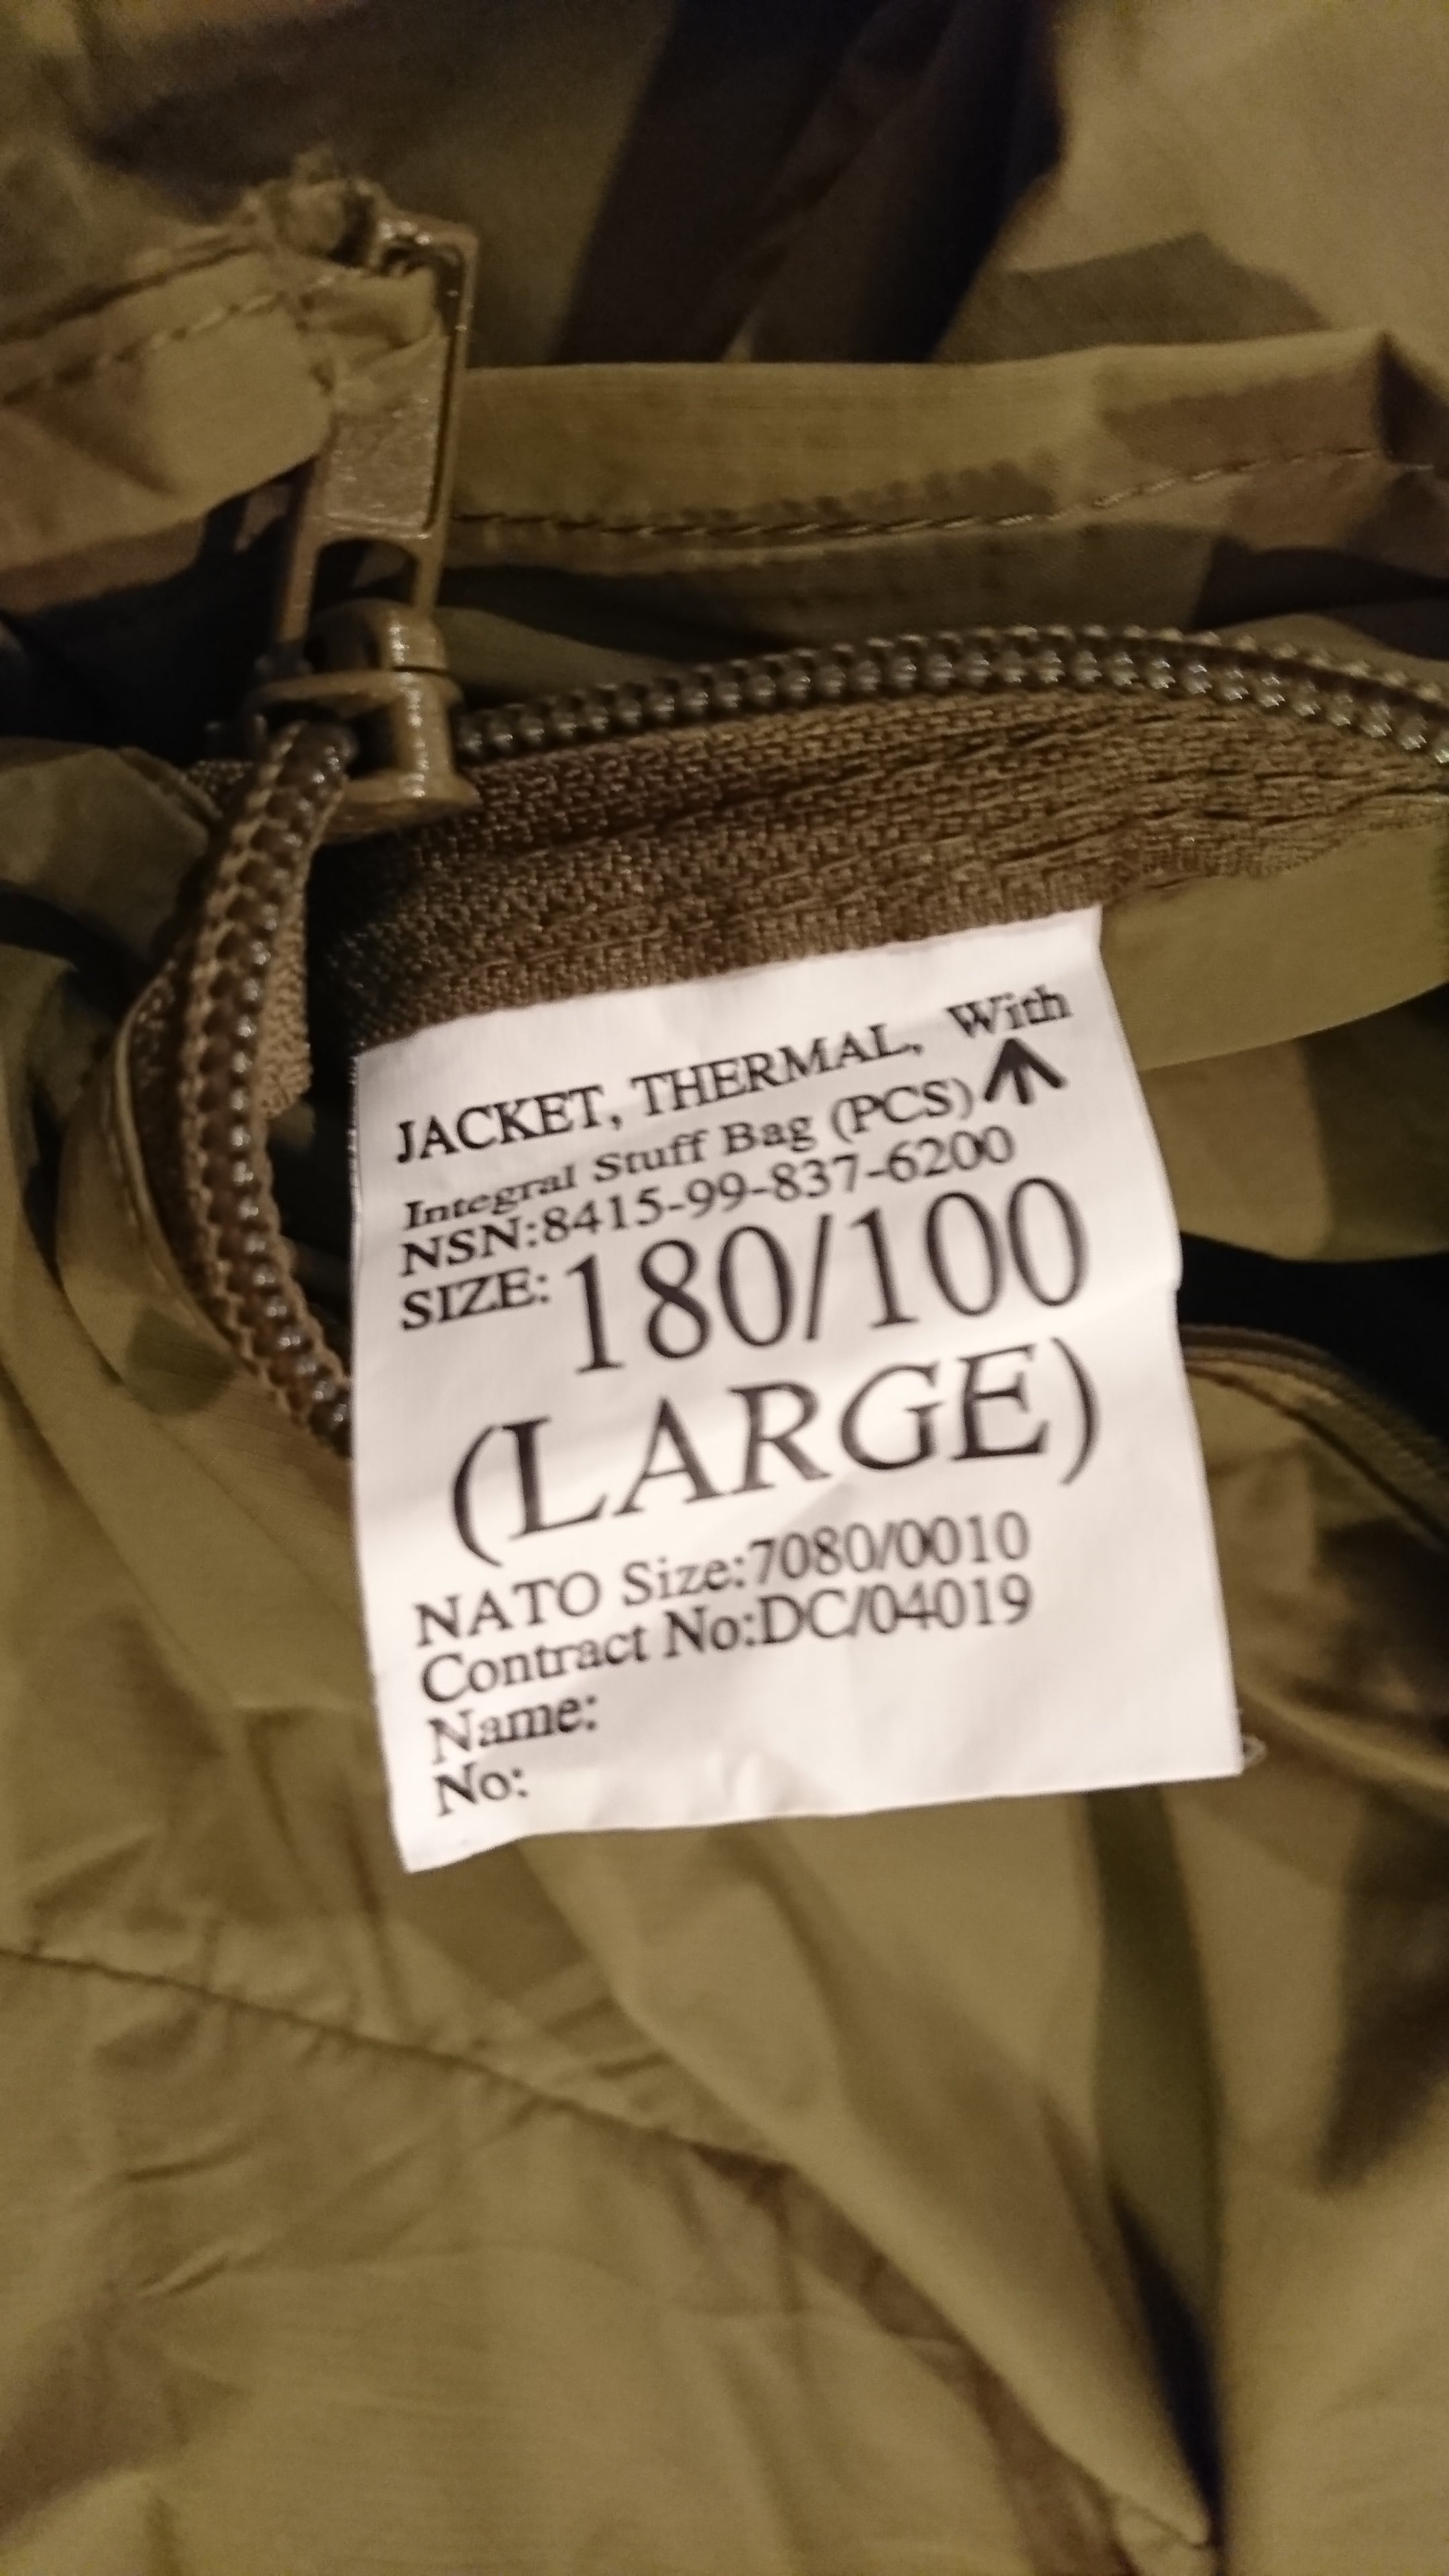 JACKET, THERMAL, With
Integral Stuff Bag (PCS)
NSN:8415-99-837-6200
SIZE: 180/100
(LARGE)
NATO Size:7080/0010
Contract No:DC/04019
Name:
No: